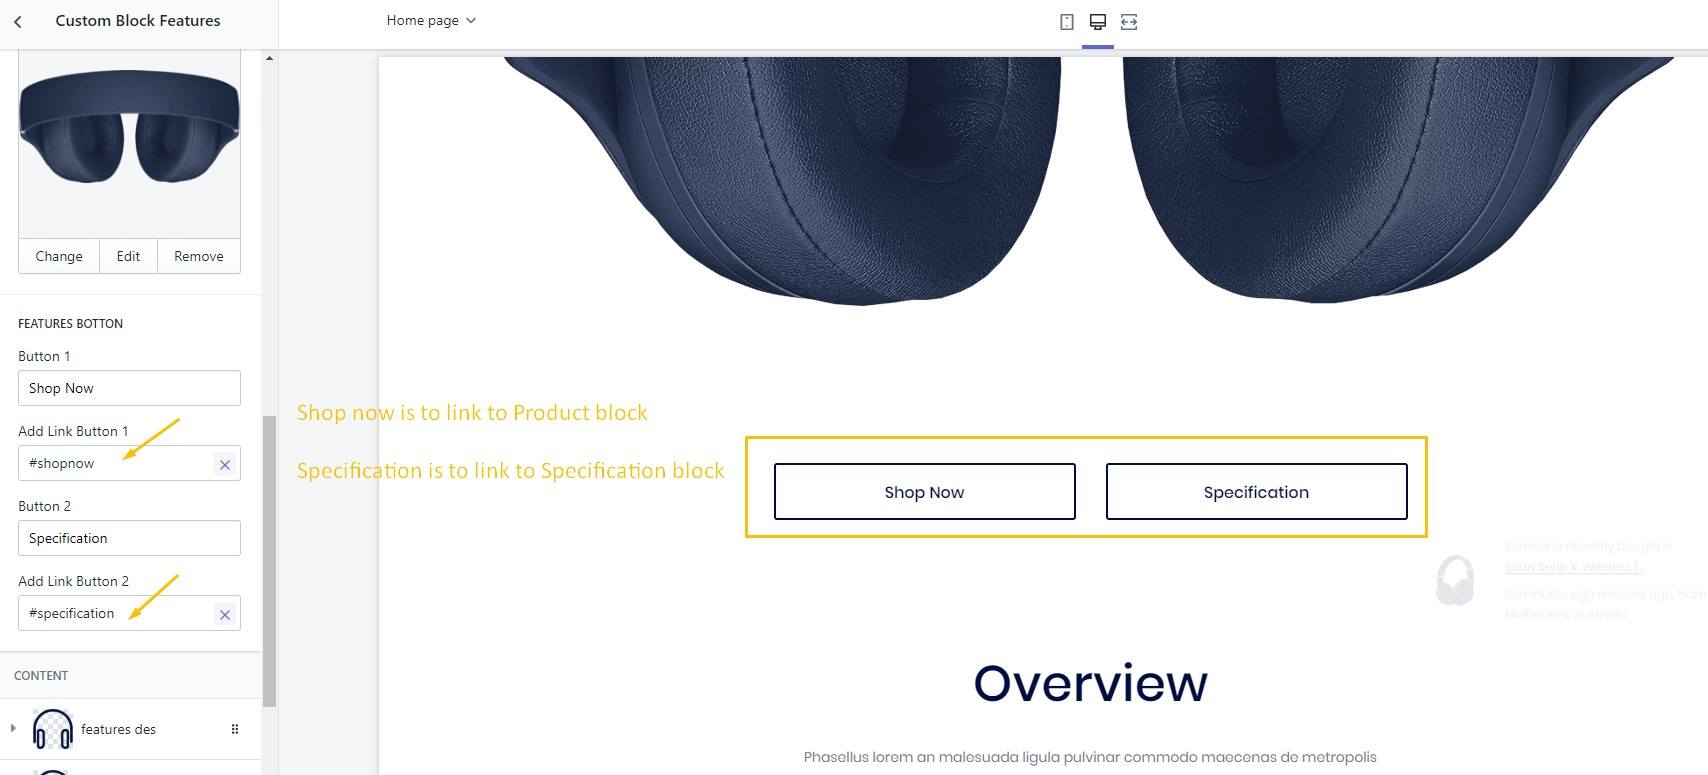 Custom Block Features
Home page
Change
Edit
Remove
FEATURES BOTTON
Button 1
Shop Now
Add Link Button 1
#shopnow
Button 2
Specification
Add Link Button 2
#specification
CONTENT
features des
Shop now is to link to Product block
Specification is to link to Specification block
Shop Now
Specification
Someone recently bought a
Soun Serie X: Wireless |..
10 minutes ago minutes ago, from
Melbourne, Australia
Overview
Phasellus lorem an malesuada ligula pulvinar commodo maecenas de metropolis